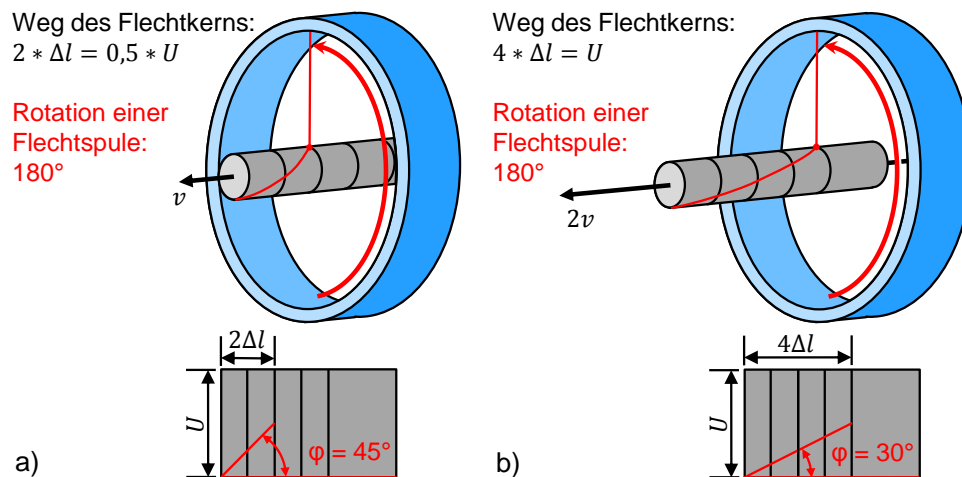 Weg des Flechtkerns:
2 ∗ Δl = 0,5 ∗ U
Rotation einer
Flechtspule:
180°
v
2Δl
U
φ = 45°
a)
Weg des Flechtkerns:
4 ∗ Δl = U
Rotation einer
Flechtspule:
180°
2v
4Δl
U
φ = 30°
b)